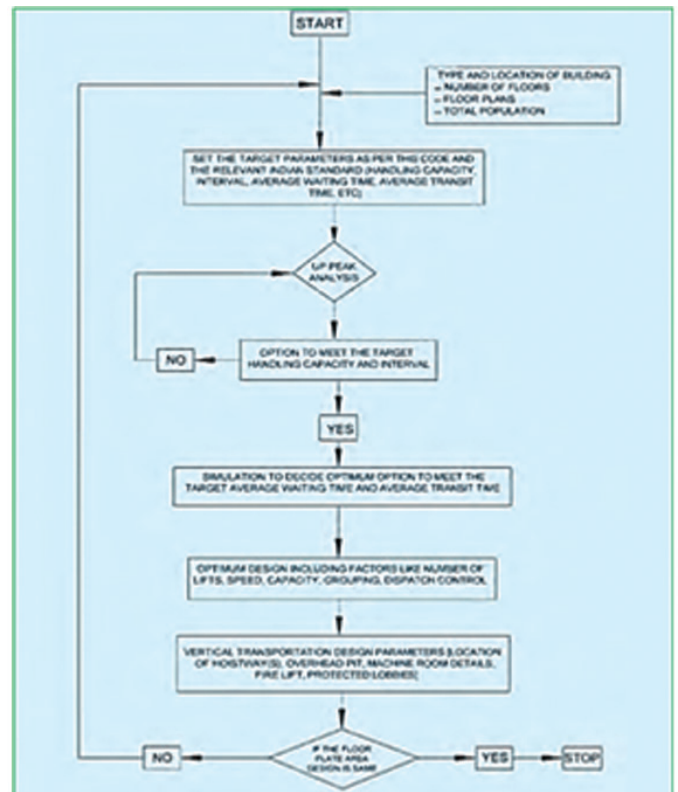 START
TYPE AND LOCATION OF BUILDING
– NUMBER OF FLOORS
– FLOOR PLANS
– TOTAL POPULATION
SET THE TARGET PARAMETERS AS PER THIS CODE AND
THE RELEVANT INDIAN STANDARD (HANDLING CAPACITY,
INTERVAL, AVERAGE WAITING TIME, AVERAGE TRANSIT
TIME, ETC)
UP PEAK
ANALYSIS
NO
OPTION TO MEET THE TARGET
HANDLING CAPACITY AND INTERVAL
YES
SIMULATION TO DECIDE OPTIMUM OPTION TO MEET THE
TARGET AVERAGE WAITING TIME AND AVERAGE TRANSIT TIME
OPTIMUM DESIGN INCLUDING FACTORS LIKE NUMBER OF
LIFTS, SPEED, CAPACITY, GROUPING, DISPATCH CONTROL
VERTICAL TRANSPORTATION DESIGN PARAMETERS [LOCATION
OF HOISTWAY(S), OVERHEAD PIT, MACHINE ROOM DETAILS,
FIRE LIFT, PROTECTED LOBBIES]
NO
IF THE FLOOR
PLATE AREA
DESIGN IS SAME
YES
STOP